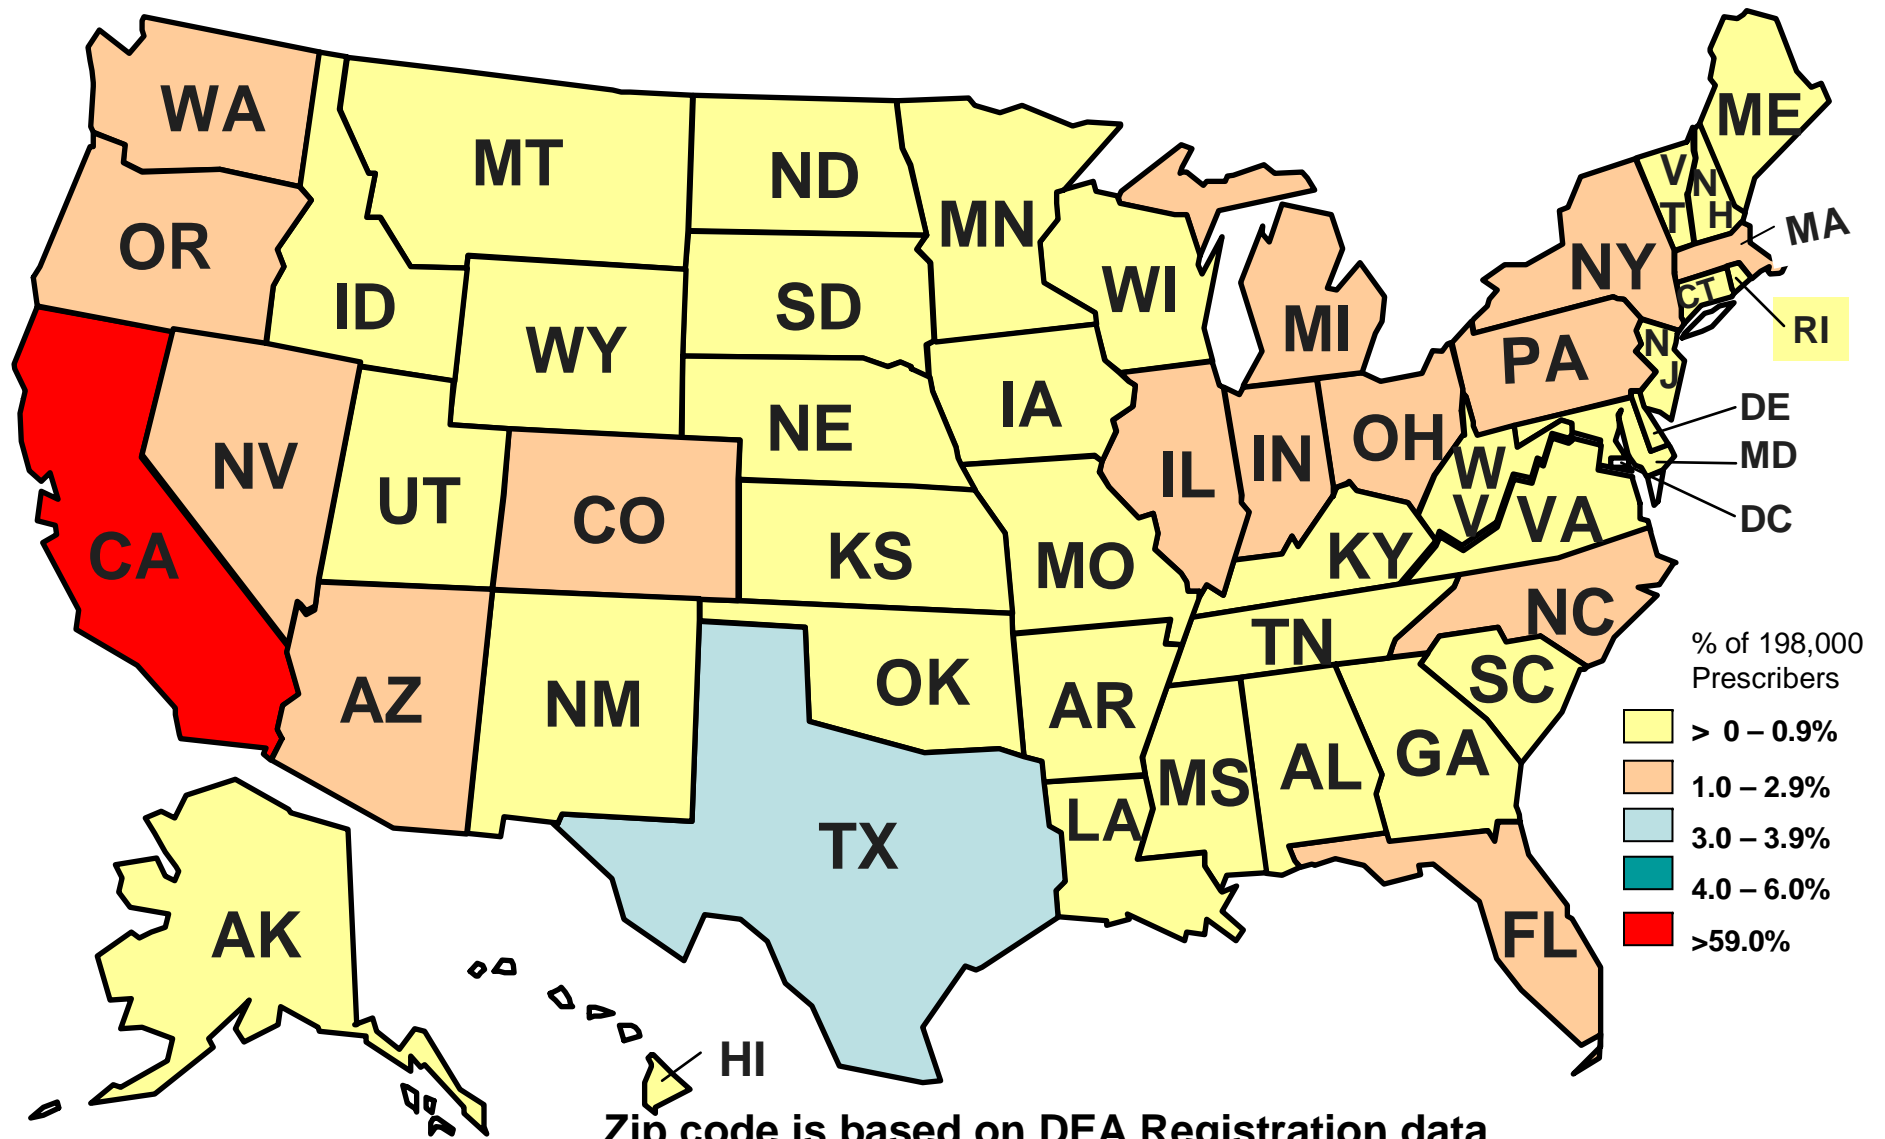 WA
MT
ND
MN
ME
V
T
N
H
MA
OR
ID
SD
WI
MI
NY
CT
RI
WY
PA
N
J
DE
MD
DC
NV
UT
CO
NE
IA
IL
IN
OH
W
V
VA
CA
KS
MO
KY
NC
TN
SC
AZ
NM
OK
AR
MS
AL
GA
LA
TX
FL
AK
HI
% of 198,000
Prescribers
> 0 – 0.9%
1.0 – 2.9%
3.0 – 3.9%
4.0 – 6.0%
>59.0%
Zip code is based on DEA Registration data